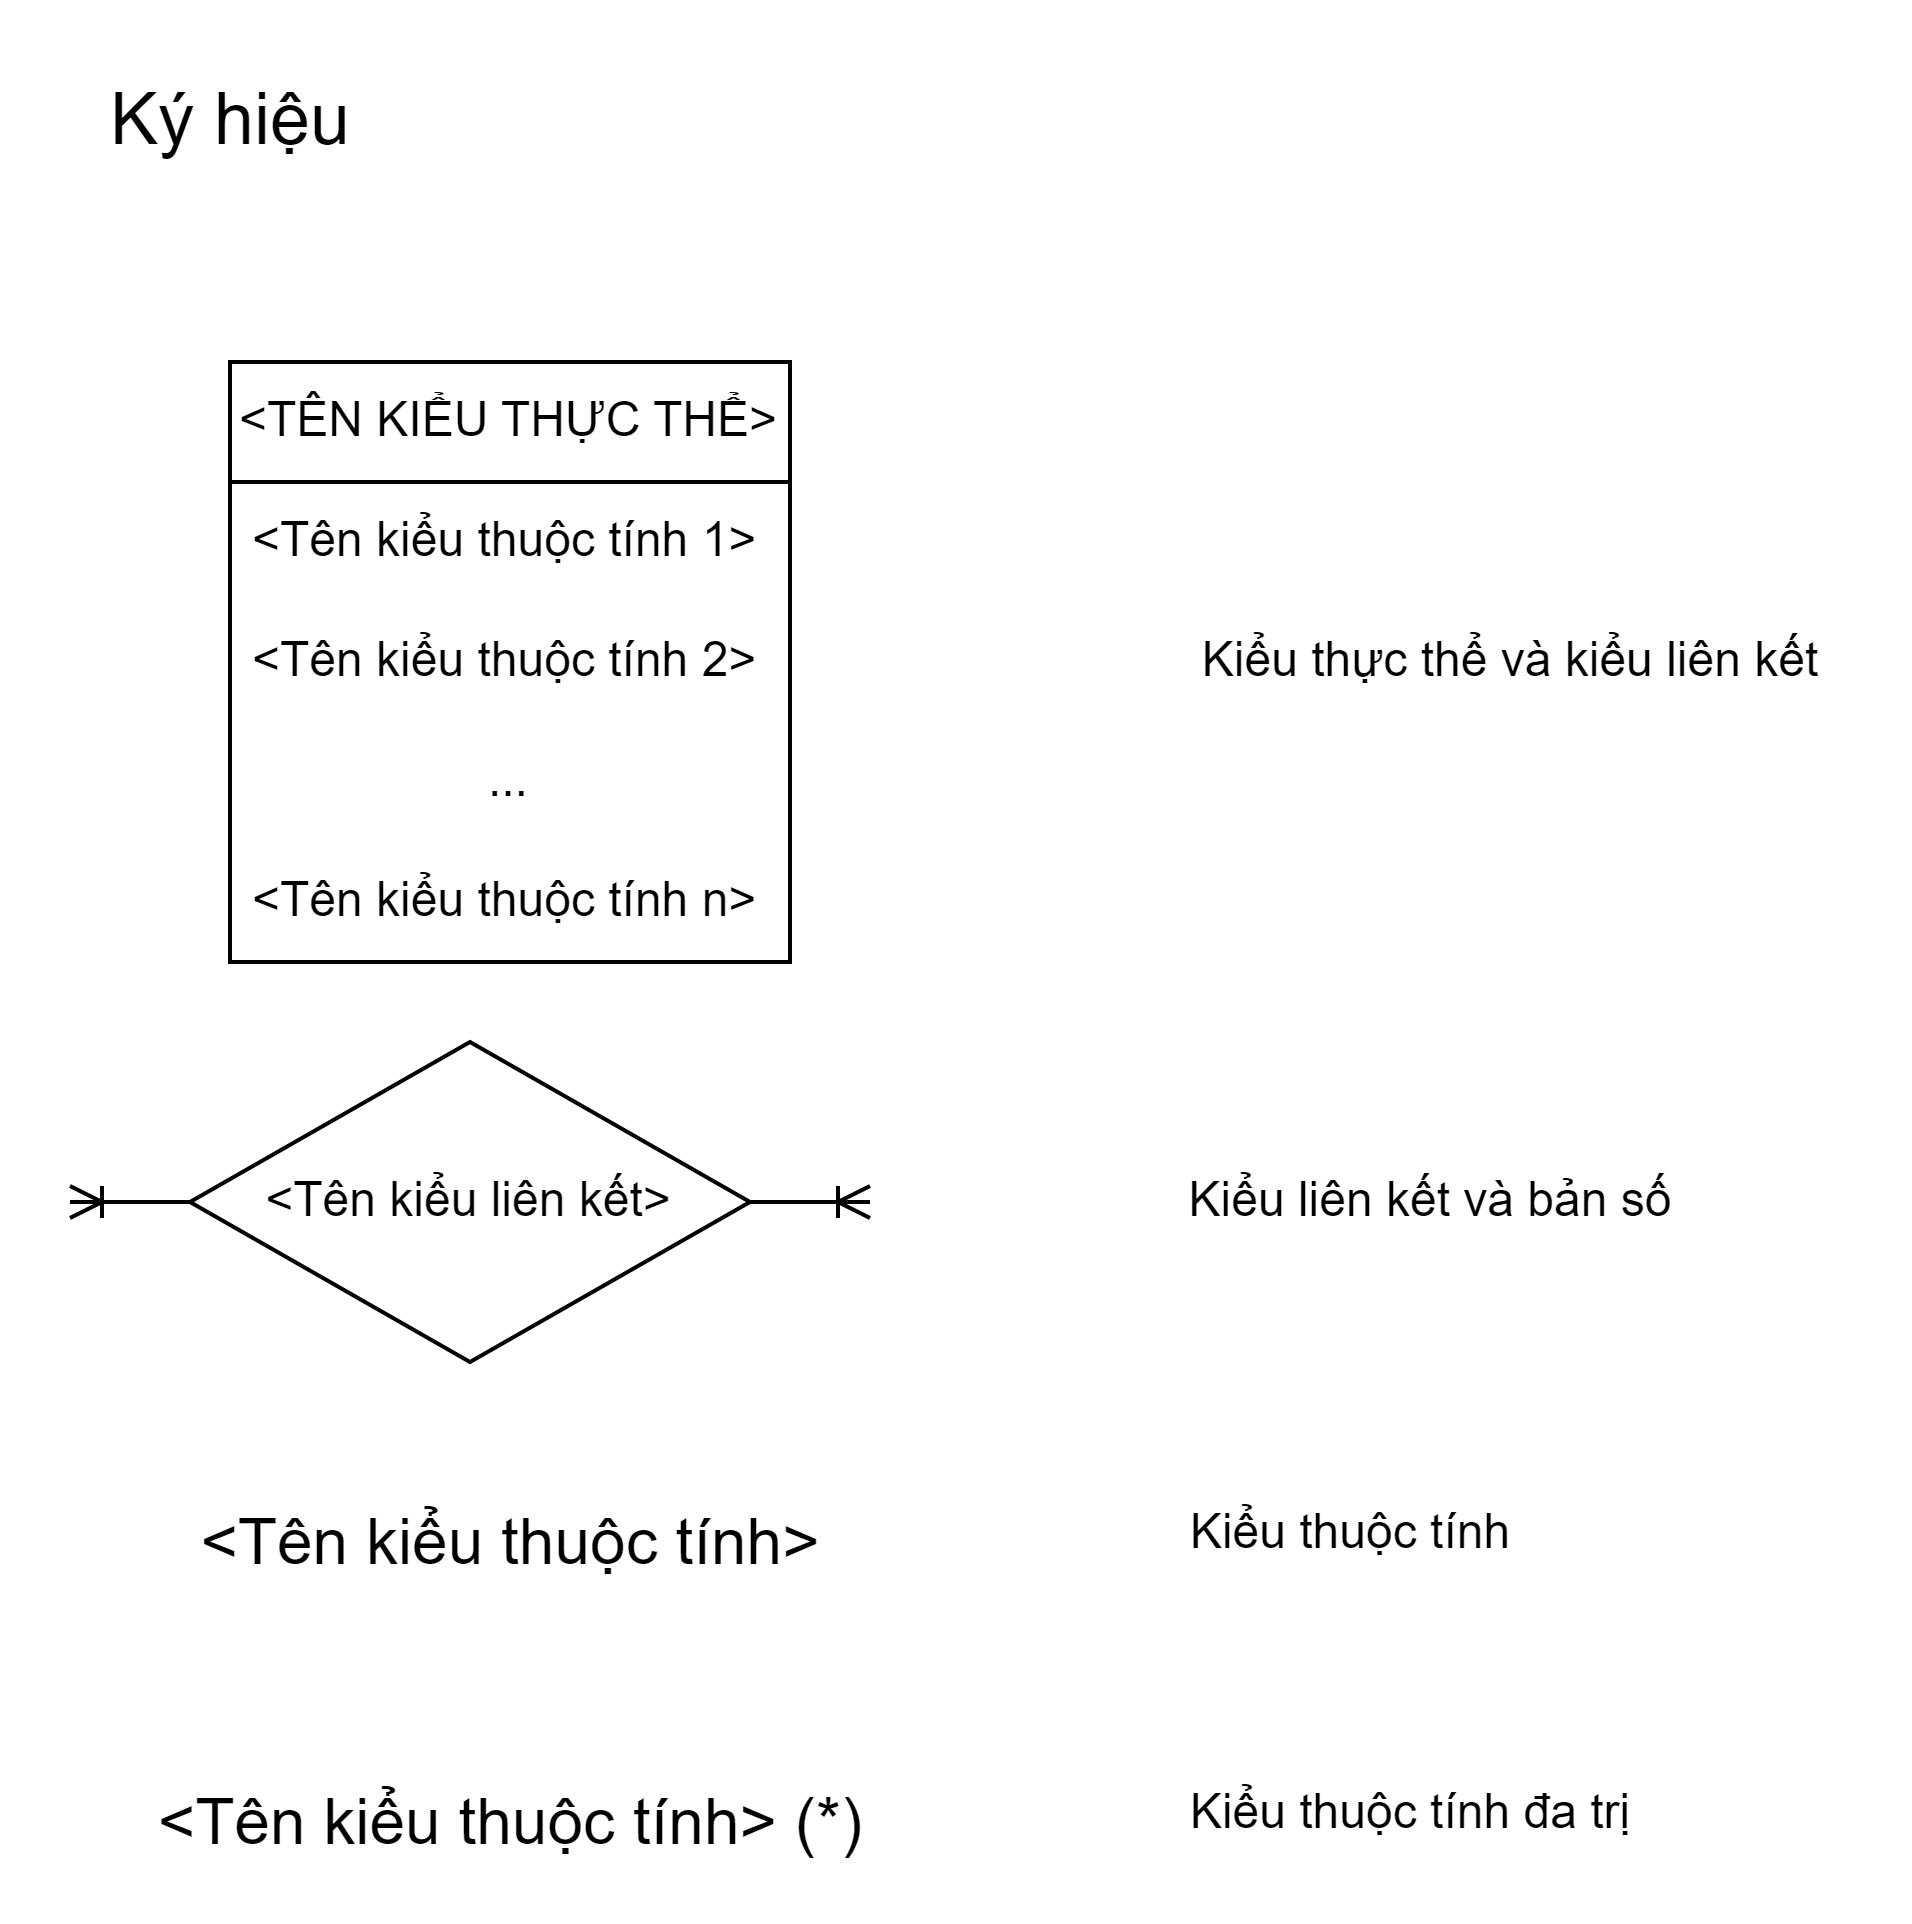 Ký hiệu
<TÊN KIỂU THỰC THỂ>
<Tên kiểu thuộc tính 1>
<Tên kiểu thuộc tính 2>
...
<Tên kiểu thuộc tính n>
Kiểu thực thể và kiểu liên kết
<Tên kiểu liên kết>
Kiểu liên kết và bản số
<Tên kiểu thuộc tính>
Kiểu thuộc tính
<Tên kiểu thuộc tính> (*)
Kiểu thuộc tính đa trị